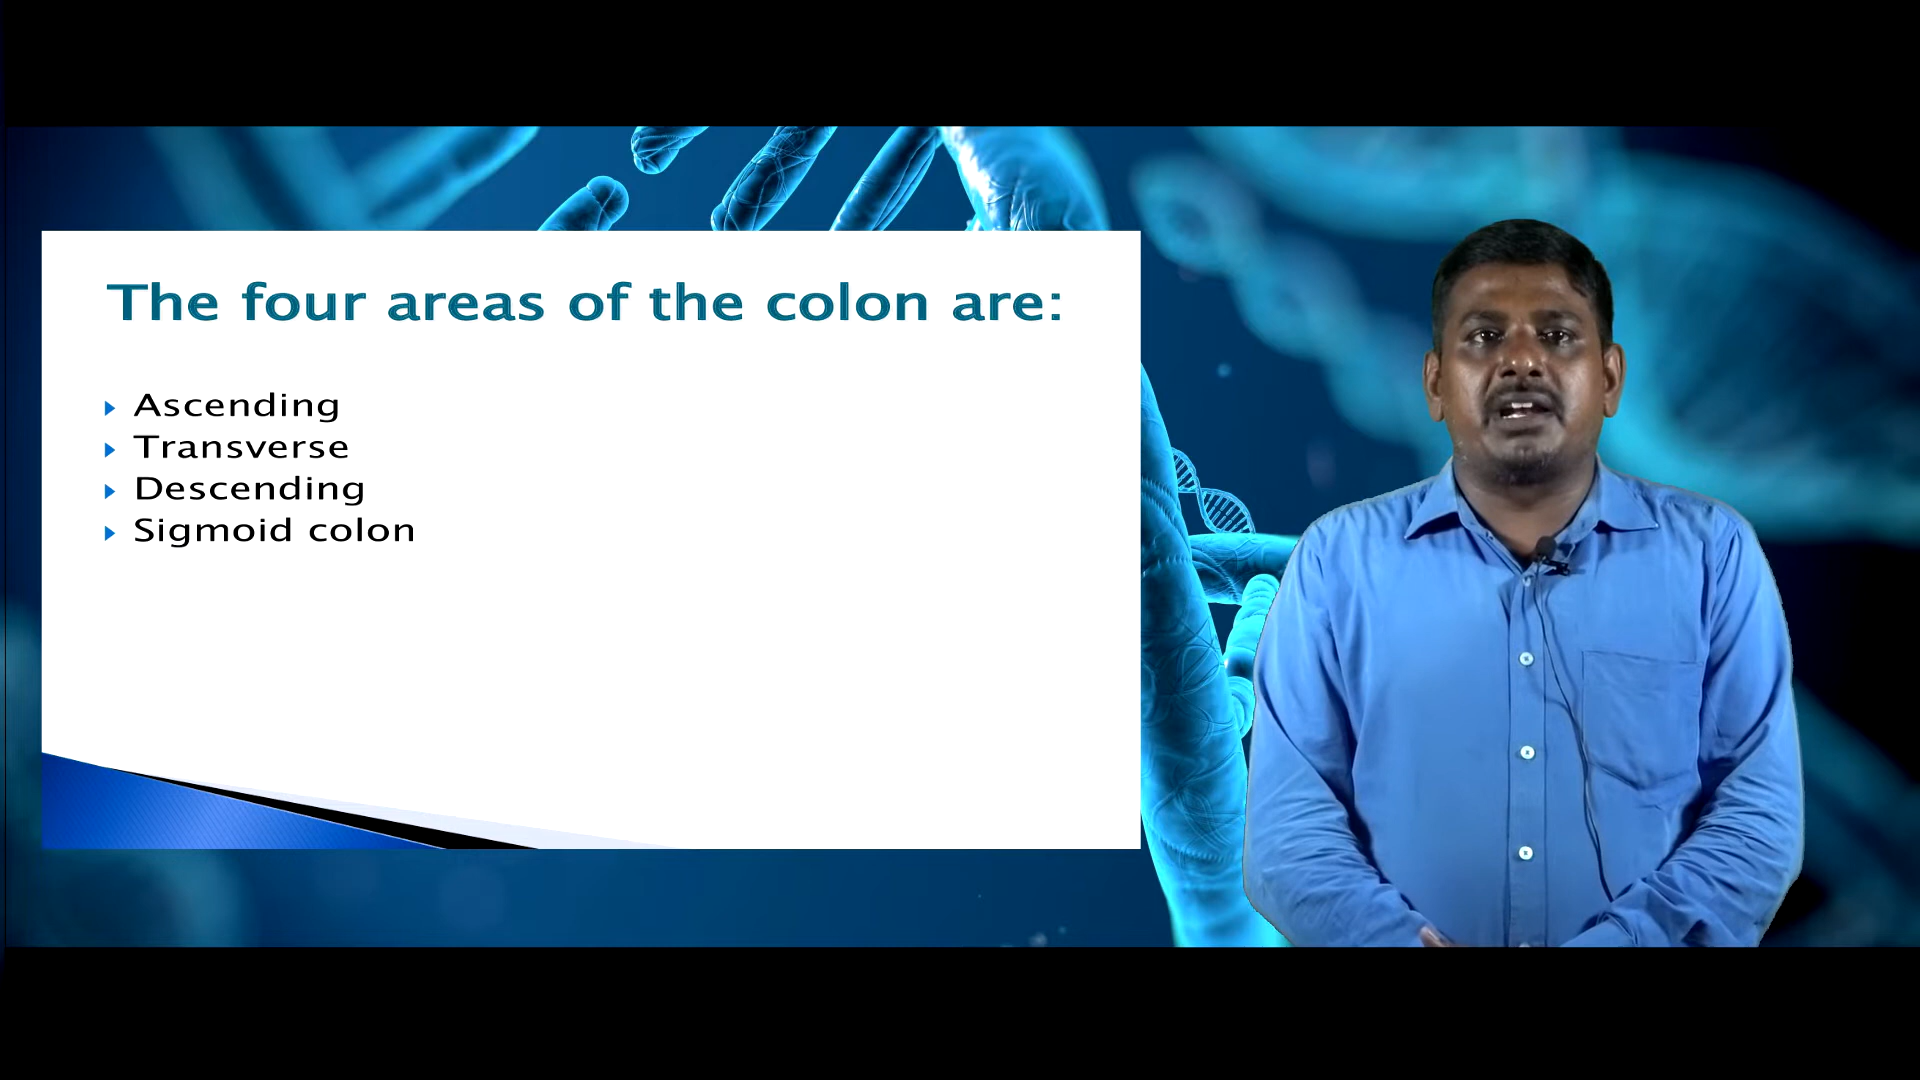 The four areas of the colon are:
Ascending
Transverse
Descending
Sigmoid colon